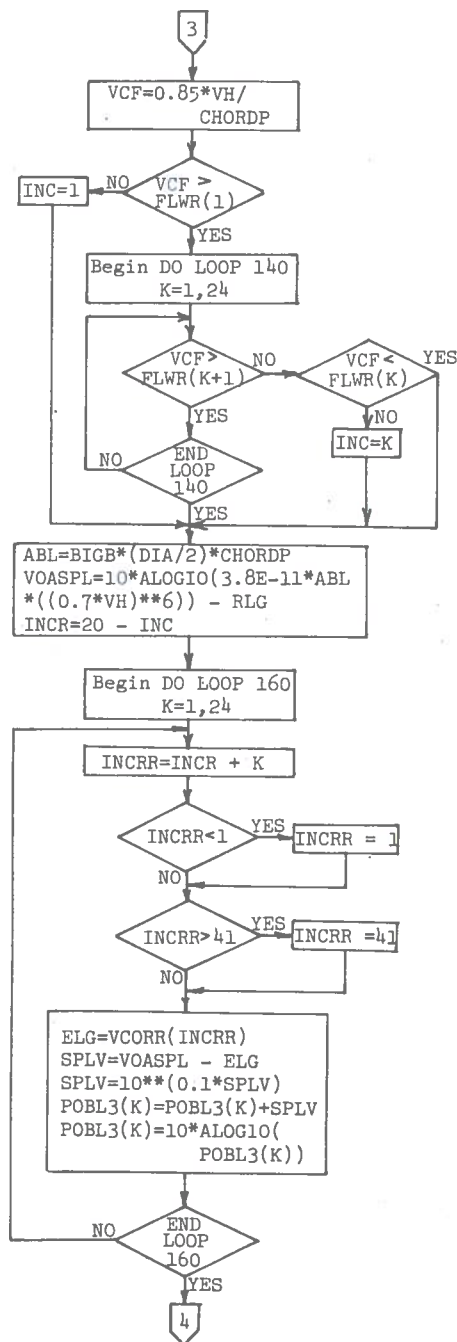 3
VCF=0.85*VH/
CHORDP
NO
VCF >
FLWR(1)
INC=1
YES
Begin DO LOOP 140
K=1,24
VCF>
FLWR(K+1)
NO
VCF <
FLWR(K)
YES
YES
NO
INC=K
NO
END
LOOP
140
YES
ABL=BIGB*(DIA/2)*CHORDP
VOASPL=10*ALOGIO(3.8E-11*ABL
*((0.7*VH)**6)) - RLG
INCR=20 - INC
Begin DO LOOP 160
K=1,24
INCRR=INCR + K
INCRR<1
YES
INCRR = 1
NO
INCRR>41
YES
INCRR =41
NO
ELG=VCORR(INCRR)
SPLV=VOASPL - ELG
SPLV=10**(0.1*SPLV)
POBL3(K)=POBL3(K)+SPLV
POBL3(K)=10*ALOG10(
POBL3(K))
NO
END
LOOP
160
YES
4